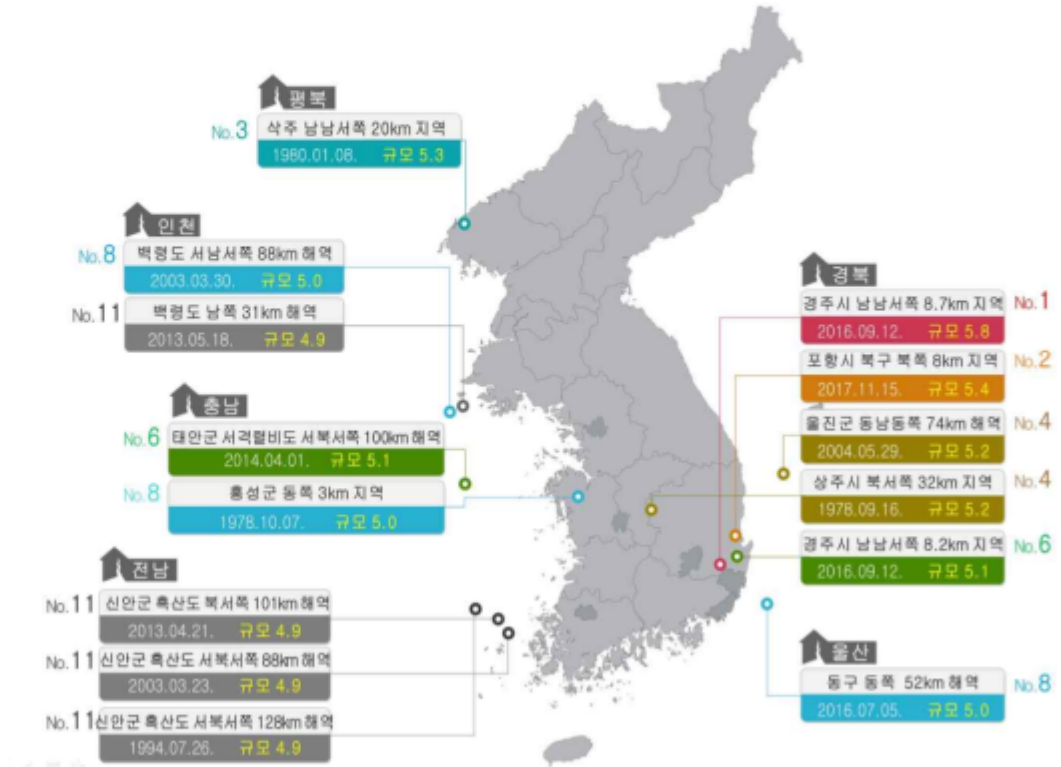 평북
No.3
삭주 남남서쪽 20km 지역
1980.01.08. 규모 5.3
인천
No.8
백령도 서남서쪽 88km 해역
2003.03.30. 규모 5.0
No.11
백령도 남쪽 31km 해역
2013.05.18. 규모 4.9
충남
No.6
태안군 서격렬비도 서북서쪽 100km 해역
2014.04.01. 규모 5.1
No.8
홍성군 동쪽 3km 지역
1978.10.07. 규모 5.0
전남
No.11
신안군 흑산도 북서쪽 101km 해역
2013.04.21. 규모 4.9
No.11
신안군 흑산도 서북서쪽 88km 해역
2003.03.23. 규모 4.9
No.11
신안군 흑산도 서북서쪽 128km 해역
1994.07.26. 규모 4.9
경북
경주시 남남서쪽 8.7km 지역
No.1
2016.09.12. 규모 5.8
포항시 북구 북쪽 8km 지역
No.2
2017.11.15. 규모 5.4
울진군 동남동쪽 74km 해역
No.4
2004.05.29. 규모 5.2
상주시 북서쪽 32km 지역
No.4
1978.09.16. 규모 5.2
경주시 남남서쪽 8.2km 지역
No.6
2016.09.12. 규모 5.1
울산
동구 동쪽 52km 해역
No.8
2016.07.05. 규모 5.0